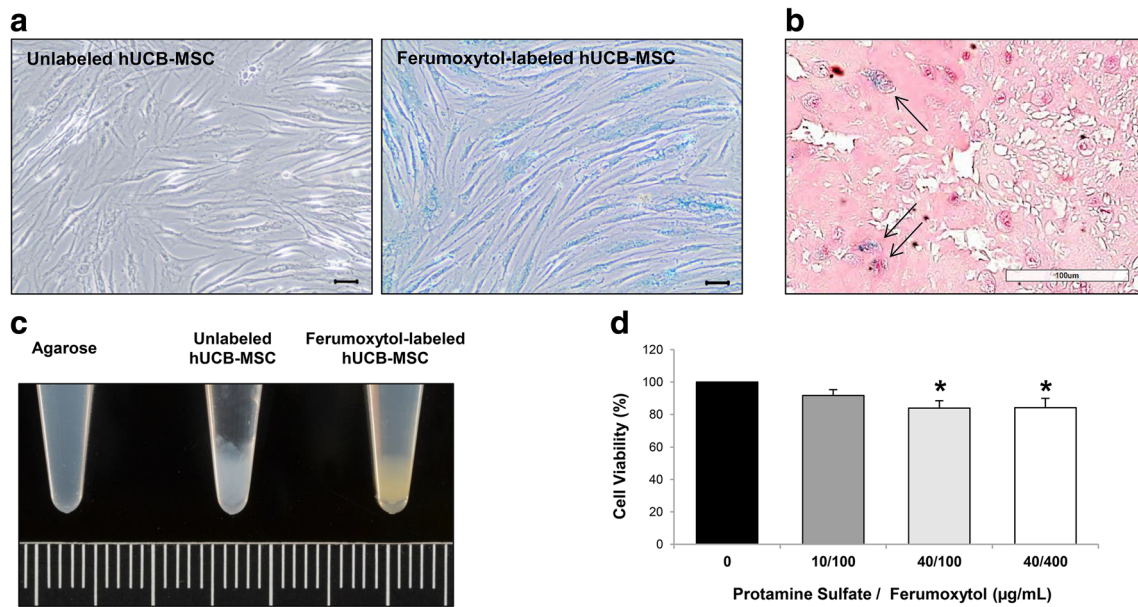 a
Unlabeled hUCB-MSC
Ferumoxytol-labeled hUCB-MSC
b
100um
c
Agarose
Unlabeled
hUCB-MSC
Ferumoxytol-labeled
hUCB-MSC
d
Cell Viability (%)
120
100
80
60
40
20
0
*
*
0
10/100
40/100
40/400
Protamine Sulfate / Ferumoxytol (µg/mL)